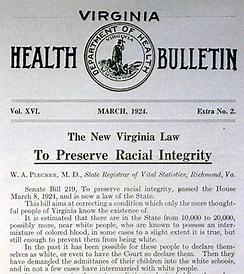 VIRGINIA
HEALTH BULLETIN
DEPARTMENT OF HEALTH
Vol. XVI. MARCH, 1924. Extra No. 2.
The New Virginia Law
To Preserve Racial Integrity
W. A. PLECKER, M. D., State Registrar of Vital Statistics, Richmond, Va.
Senate Bill 219, To preserve racial integrity, passed the House
March 8, 1924, and is now a law of the State.
This bill aims at correcting a condition which only the more thought-
ful people of Virginia know the existence of.
It is estimated that there are in the State from 10,000 to 20,000,
possibly more, near white people, who are known to possess an inter-
mixture of colored blood, in some cases to a slight extent it is true, but
still enough to prevent them from being white.
In the past it has been possible for these people to declare them-
selves as white, or even to have the Court so declare them. Then they
have demanded the admittance of their children into the white schools,
and in not a few cases have intermarried with white people.